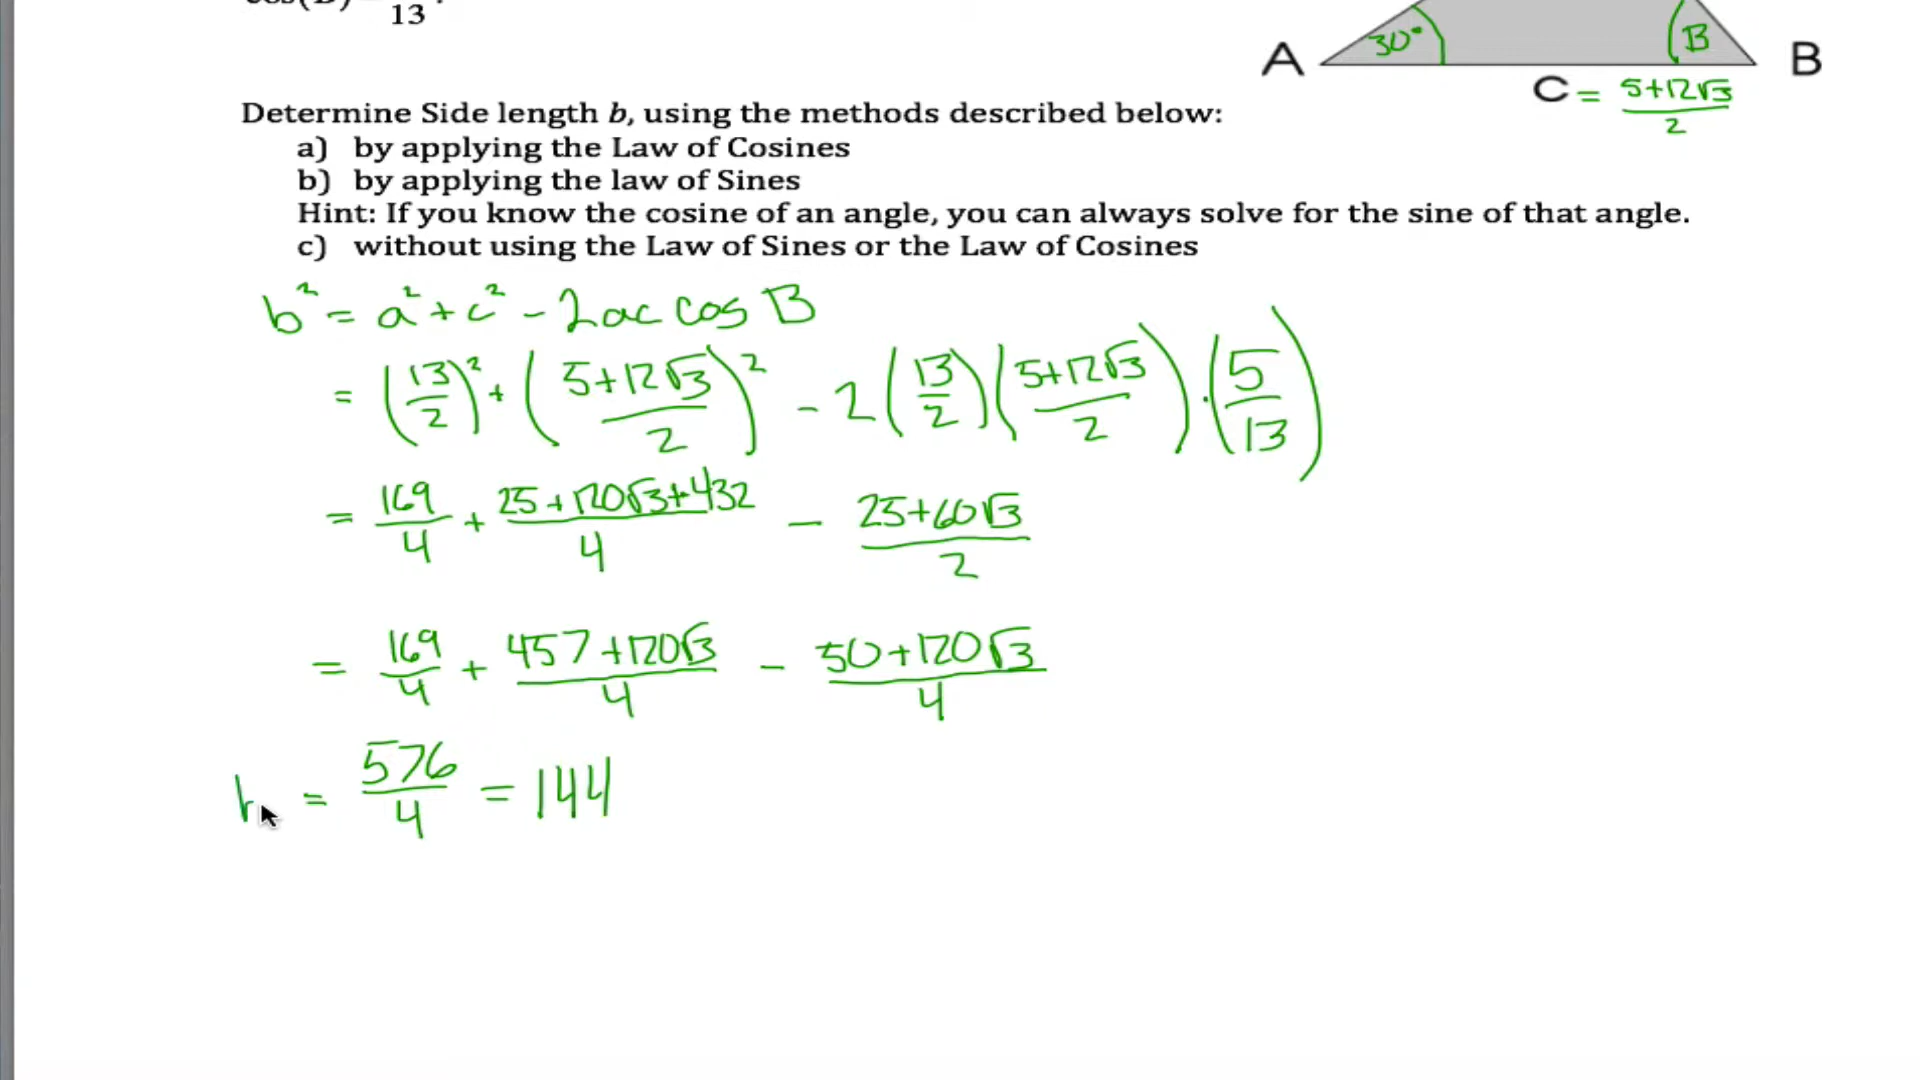 13
30°
B
A
B
C = 5+12√3 / 2
Determine Side length b, using the methods described below:
a) by applying the Law of Cosines
b) by applying the law of Sines
Hint: If you know the cosine of an angle, you can always solve for the sine of that angle.
c) without using the Law of Sines or the Law of Cosines
b² = a² + c² - 2ac cos B
= (13/2)² + (5+12√3 / 2)² - 2(13/2)(5+12√3 / 2)·(5/13)
= 169/4 + 25+120√3+432 / 4 - 25+60√3 / 2
= 169/4 + 457+120√3 / 4 - 50+120√3 / 4
= 576/4 = 144